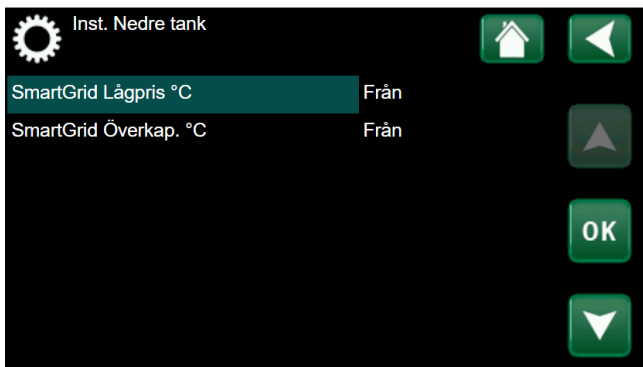 Inst. Nedre tank
SmartGrid Lågpris °C Från
SmartGrid Överkap. °C Från
OK